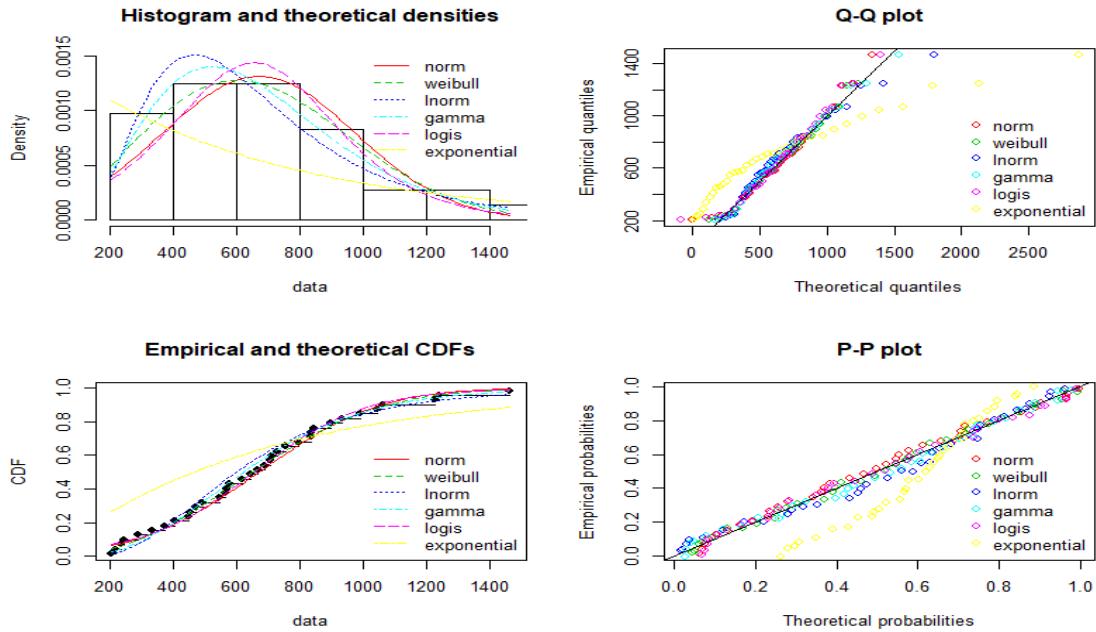 Histogram and theoretical densities
Density
0.0000 0.0005 0.0010 0.0015
norm
weibull
lnorm
gamma
logis
exponential
200 400 600 800 1000 1200 1400
data
Q-Q plot
Empirical quantiles
200 600 1000 1400
norm
weibull
lnorm
gamma
logis
exponential
0 500 1000 1500 2000 2500
Theoretical quantiles
Empirical and theoretical CDFs
CDF
0.0 0.2 0.4 0.6 0.8 1.0
norm
weibull
lnorm
gamma
logis
exponential
200 400 600 800 1000 1200 1400
data
P-P plot
Empirical probabilities
0.0 0.2 0.4 0.6 0.8 1.0
norm
weibull
lnorm
gamma
logis
exponential
0.0 0.2 0.4 0.6 0.8 1.0
Theoretical probabilities